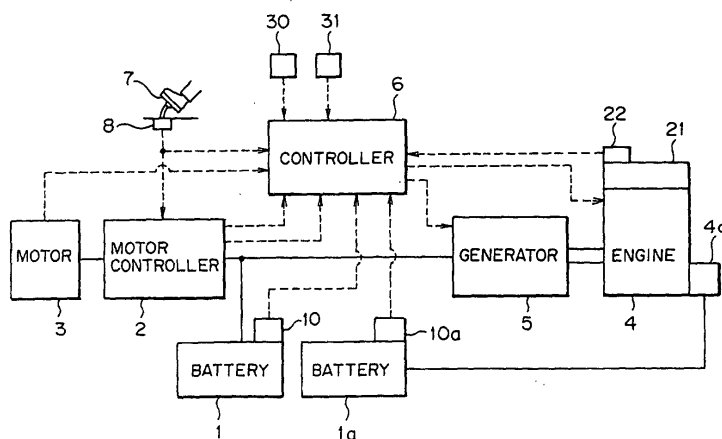 30
31
7
6
8
CONTROLLER
22
21
MOTOR
MOTOR
CONTROLLER
GENERATOR
ENGINE
3
2
10
10a
5
4
BATTERY
BATTERY
1
1a